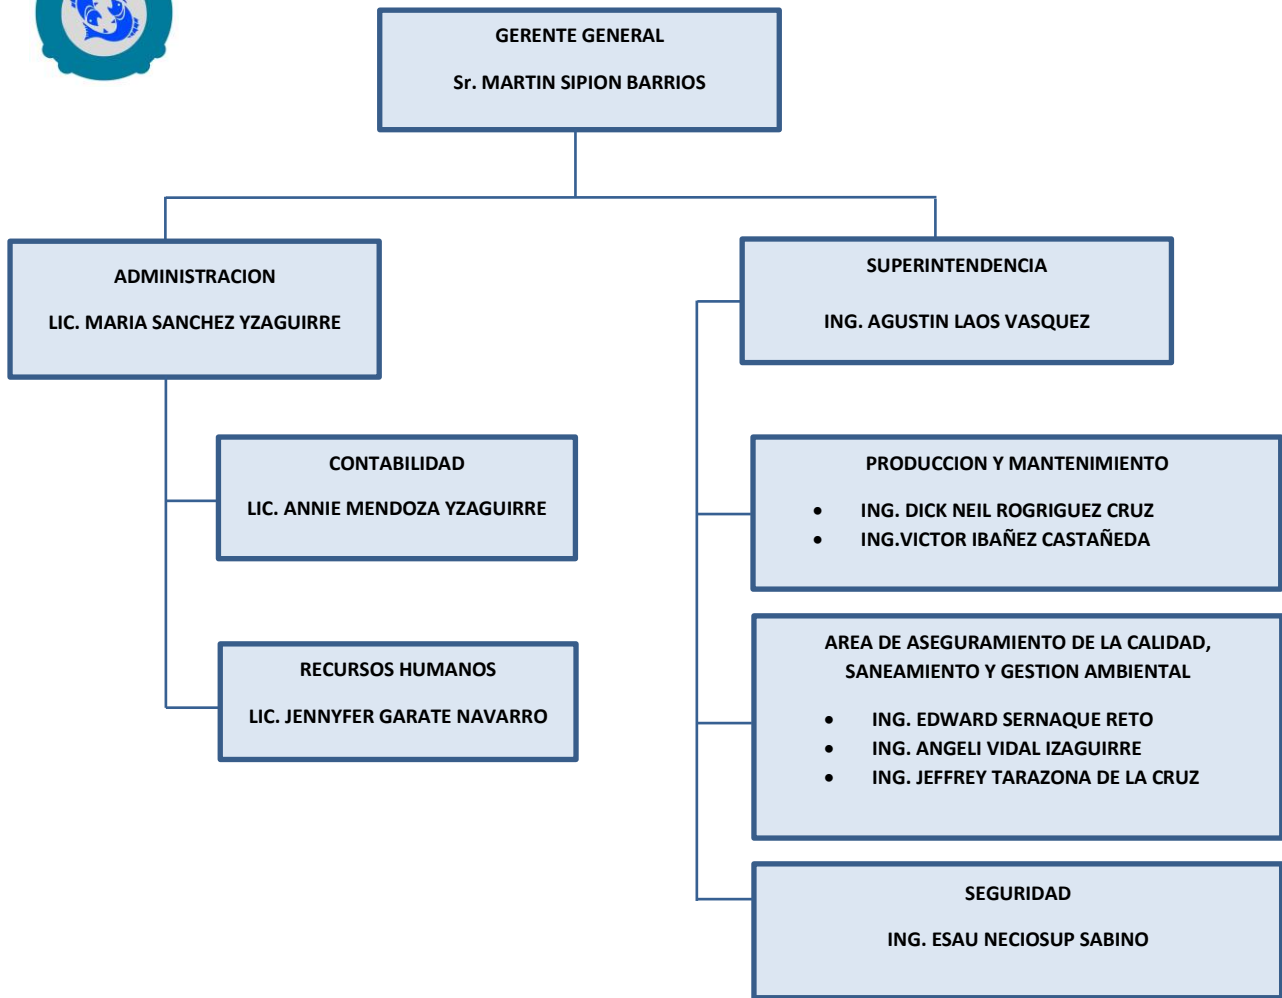 GERENTE GENERAL
Sr. MARTIN SIPION BARRIOS
ADMINISTRACION
LIC. MARIA SANCHEZ YZAGUIRRE
SUPERINTENDENCIA
ING. AGUSTIN LAOS VASQUEZ
CONTABILIDAD
LIC. ANNIE MENDOZA YZAGUIRRE
RECURSOS HUMANOS
LIC. JENNYFER GARATE NAVARRO
PRODUCCION Y MANTENIMIENTO
• ING. DICK NEIL ROGRIGUEZ CRUZ
• ING.VICTOR IBAÑEZ CASTAÑEDA
AREA DE ASEGURAMIENTO DE LA CALIDAD,
SANEAMIENTO Y GESTION AMBIENTAL
• ING. EDWARD SERNAQUE RETO
• ING. ANGELI VIDAL IZAGUIRRE
• ING. JEFFREY TARAZONA DE LA CRUZ
SEGURIDAD
ING. ESAU NECIOSUP SABINO